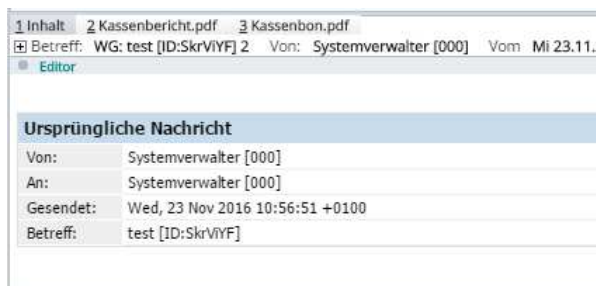 1 Inhalt 2 Kassenbericht.pdf 3 Kassenbon.pdf
Betreff: WG: test [ID:SkrViYF] 2 Von: Systemverwalter [000] Vom Mi 23.11.
Editor
Ursprüngliche Nachricht
Von: Systemverwalter [000]
An: Systemverwalter [000]
Gesendet: Wed, 23 Nov 2016 10:56:51 +0100
Betreff: test [ID:SkrViYF]